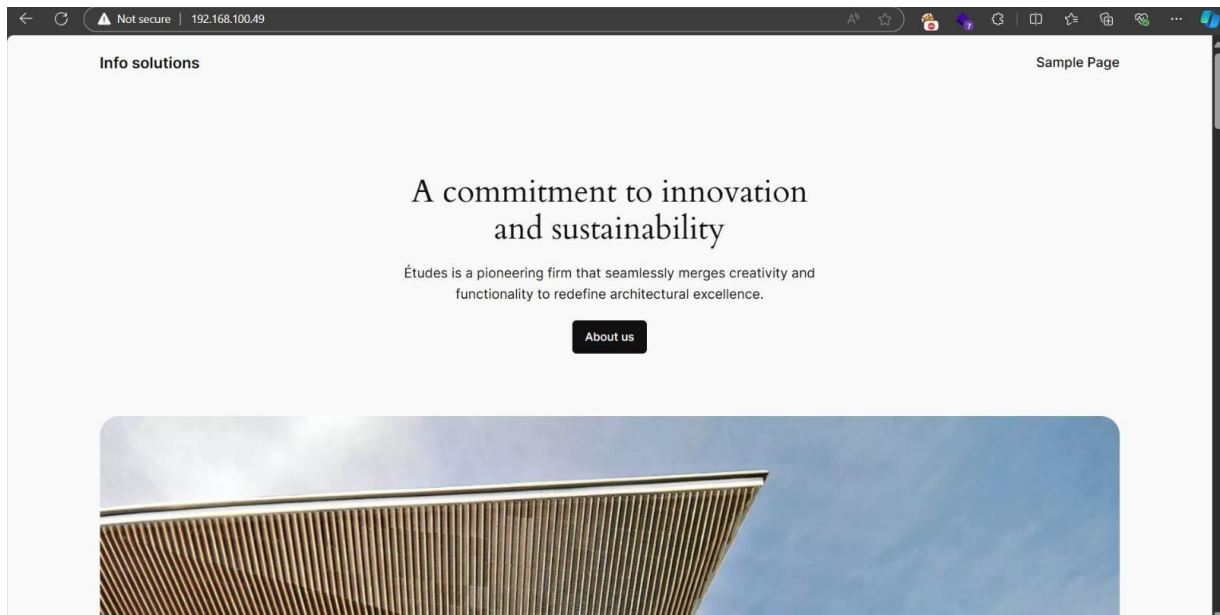 Not secure | 192.168.100.49
7
Info solutions
Sample Page
A commitment to innovation
and sustainability
Études is a pioneering firm that seamlessly merges creativity and
functionality to redefine architectural excellence.
About us